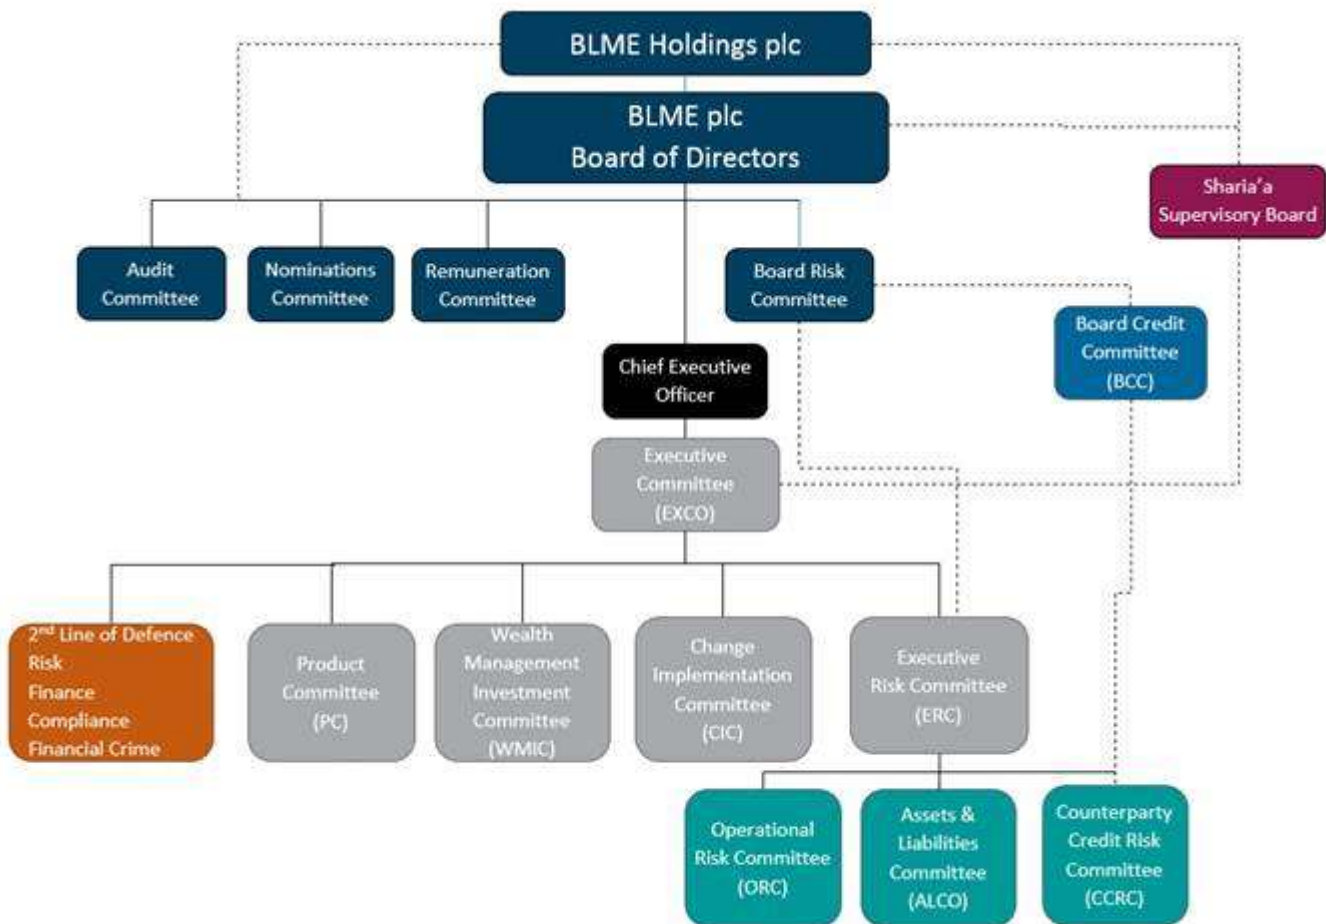 BLME Holdings plc
BLME plc
Board of Directors
Sharia'a
Supervisory Board
Audit
Committee
Nominations
Committee
Remuneration
Committee
Board Risk
Committee
Board Credit
Committee
(BCC)
Chief Executive
Officer
Executive
Committee
(EXCO)
2nd Line of Defence
Risk
Finance
Compliance
Financial Crime
Product
Committee
(PC)
Wealth
Management
Investment
Committee
(WMIC)
Change
Implementation
Committee
(CIC)
Executive
Risk Committee
(ERC)
Operational
Risk Committee
(ORC)
Assets &
Liabilities
Committee
(ALCO)
Counterparty
Credit Risk
Committee
(CCRC)